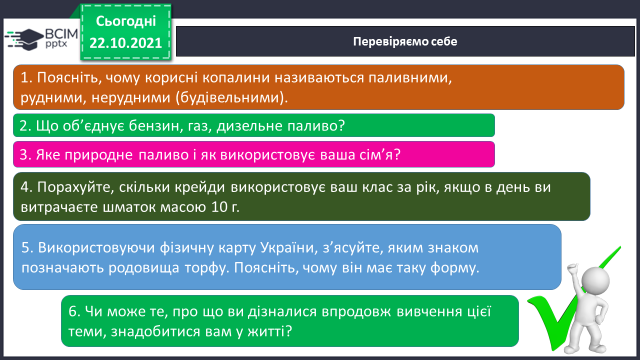 Сьогодні
22.10.2021
BCIM
pptx
Перевіряємо себе
1. Поясніть, чому корисні копалини називаються паливними,
рудними, нерудними (будівельними).
2. Що об’єднує бензин, газ, дизельне паливо?
3. Яке природне паливо і як використовує ваша сім’я?
4. Порахуйте, скільки крейди використовує ваш клас за рік, якщо в день ви
витрачаєте шматок масою 10 г.
5. Використовуючи фізичну карту України, з’ясуйте, яким знаком
позначають родовища торфу. Поясніть, чому він має таку форму.
6. Чи може те, про що ви дізналися впродовж вивчення цієї
теми, знадобитися вам у житті?